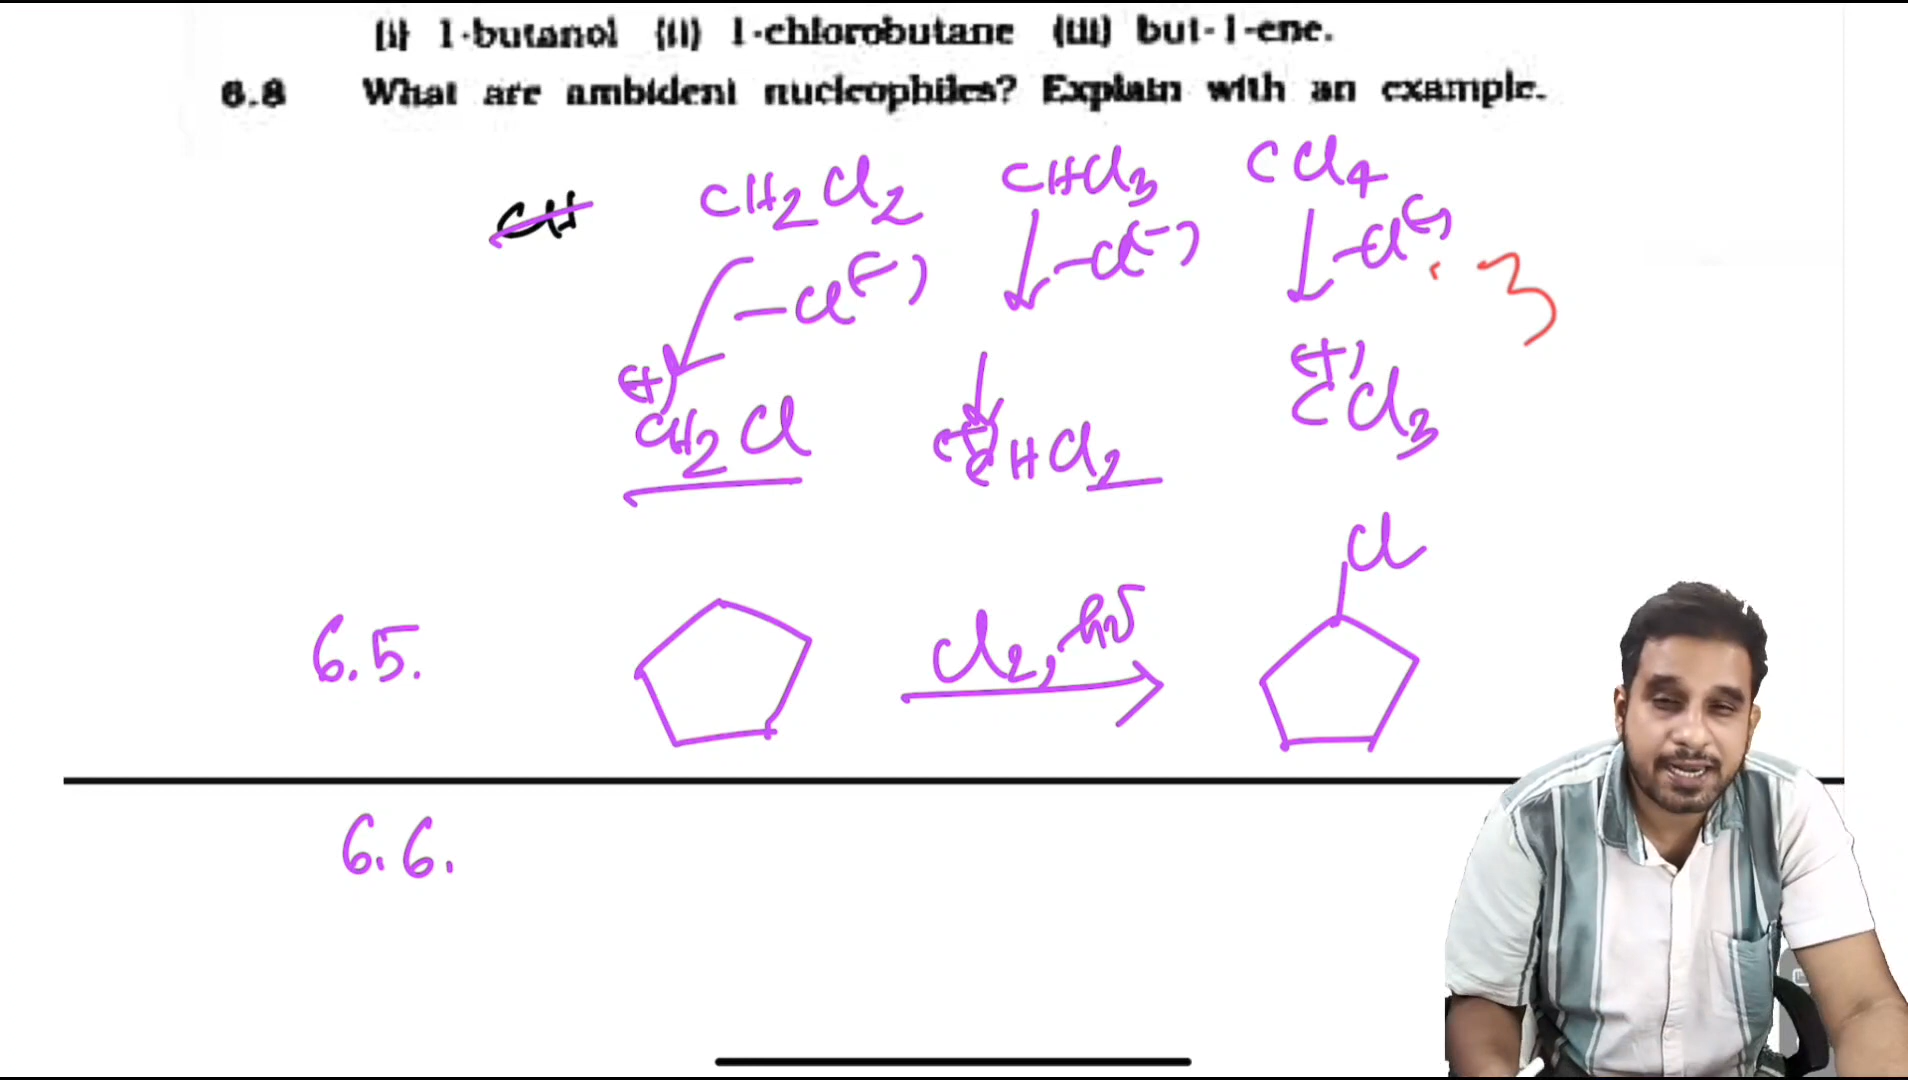 (i) 1-butanol (ii) 1-chlorobutane (iii) but-1-ene.
6.8 What are ambident nucleophiles? Explain with an example.
CH CH2Cl2 CHCl3 CCl4
-Cl(-) -Cl(-) -Cl(-)
(+)CH2Cl (+)CHCl2 (+)CCl3
Cl
6.5. Cl2, hν
6.6.